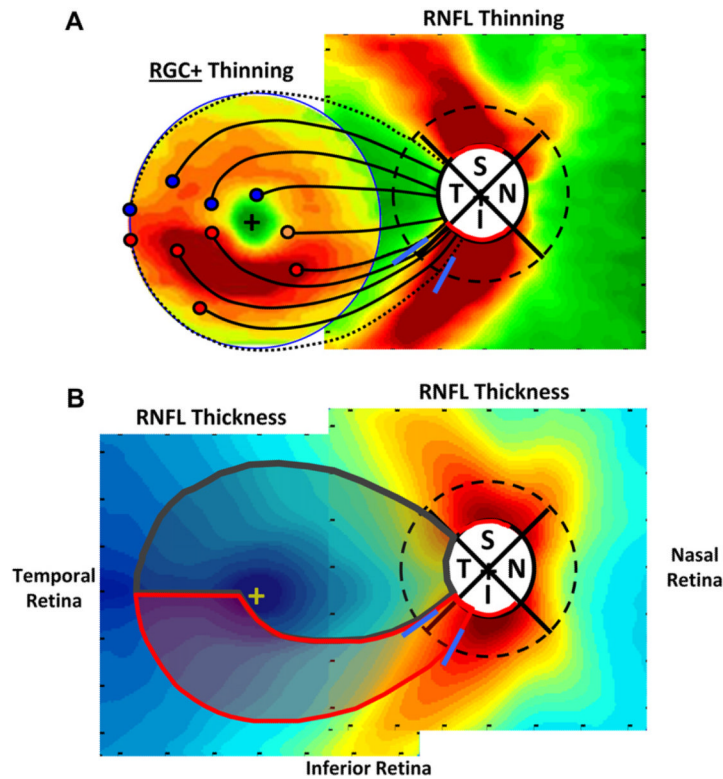 A
RNFL Thinning
RGC+ Thinning
+
S
T N
I
B
RNFL Thickness
RNFL Thickness
S
T N
I
Temporal
Retina
+
Nasal
Retina
Inferior Retina